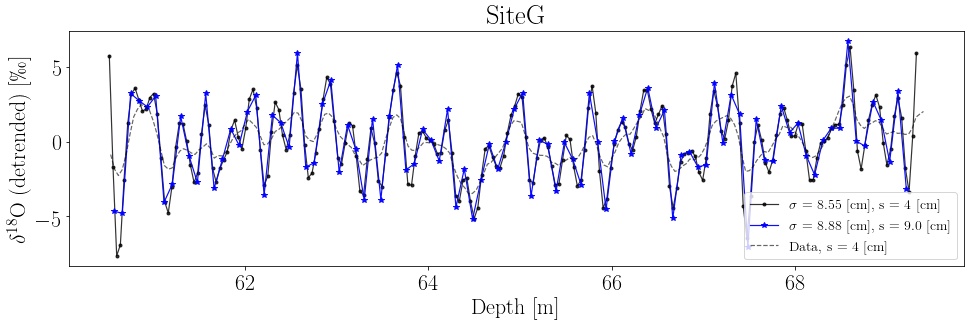 SiteG
δ¹⁸O (detrended) [‰]
5
0
−5
62
64
66
68
Depth [m]
σ = 8.55 [cm], s = 4 [cm]
σ = 8.88 [cm], s = 9.0 [cm]
Data, s = 4 [cm]